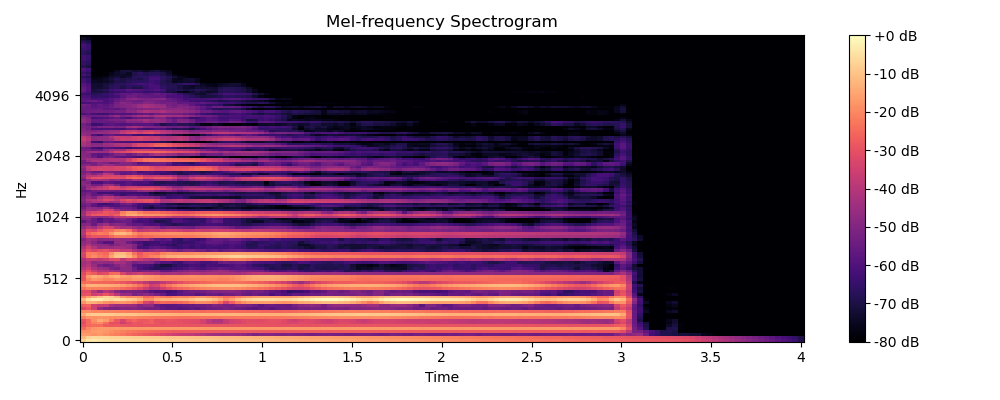 Mel-frequency Spectrogram
Hz
4096
2048
1024
512
0
0
0.5
1
1.5
2
2.5
3
3.5
4
Time
+0 dB
-10 dB
-20 dB
-30 dB
-40 dB
-50 dB
-60 dB
-70 dB
-80 dB